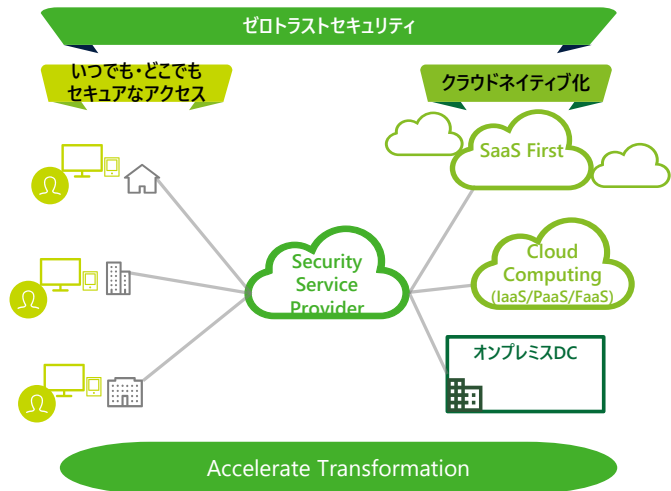 ゼロトラストセキュリティ
いつでも・どこでも
セキュアなアクセス
クラウドネイティブ化
SaaS First
Security
Service
Provider
Cloud
Computing
(IaaS/PaaS/FaaS)
オンプレミスDC
Accelerate Transformation